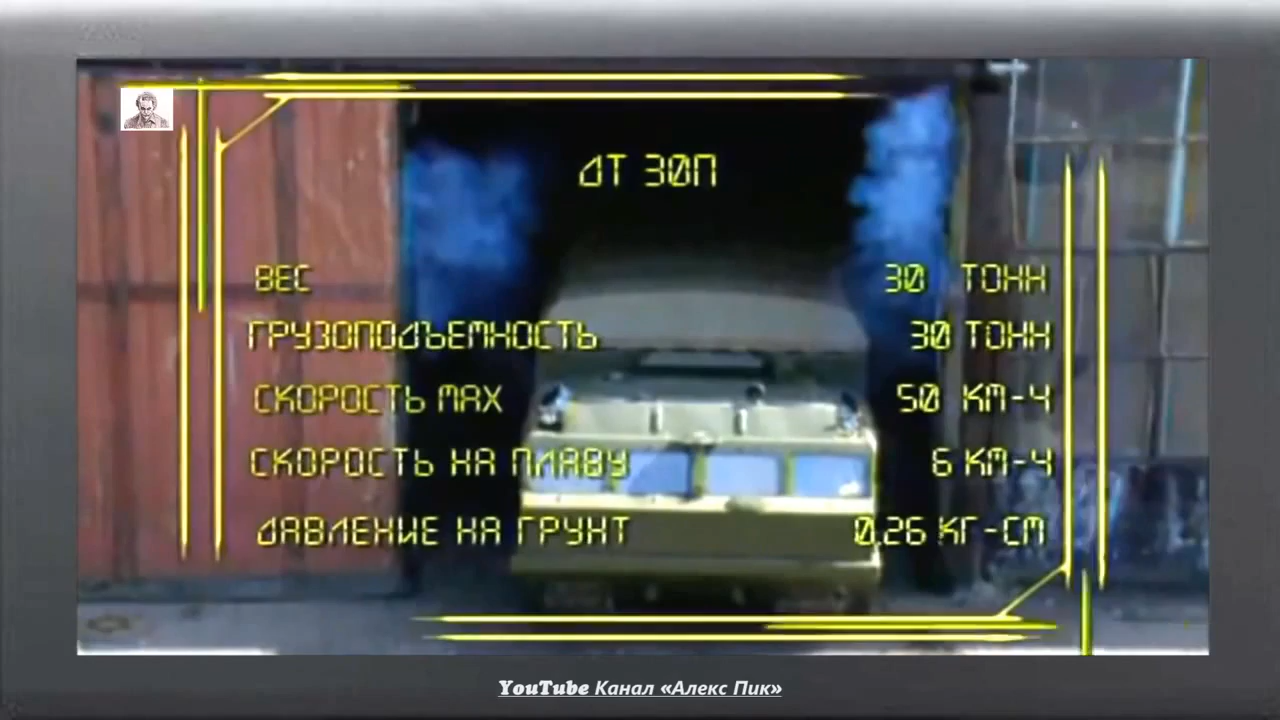 ДТ 30П
ВЕС 30 ТОНН
ГРУЗОПОДЪЕМНОСТЬ 30 ТОНН
СКОРОСТЬ MAX 50 КМ-Ч
СКОРОСТЬ НА ПЛАВУ 6 КМ-Ч
ДАВЛЕНИЕ НА ГРУНТ 0.26 КГ-СМ
YouTube Канал «Алекс Пик»